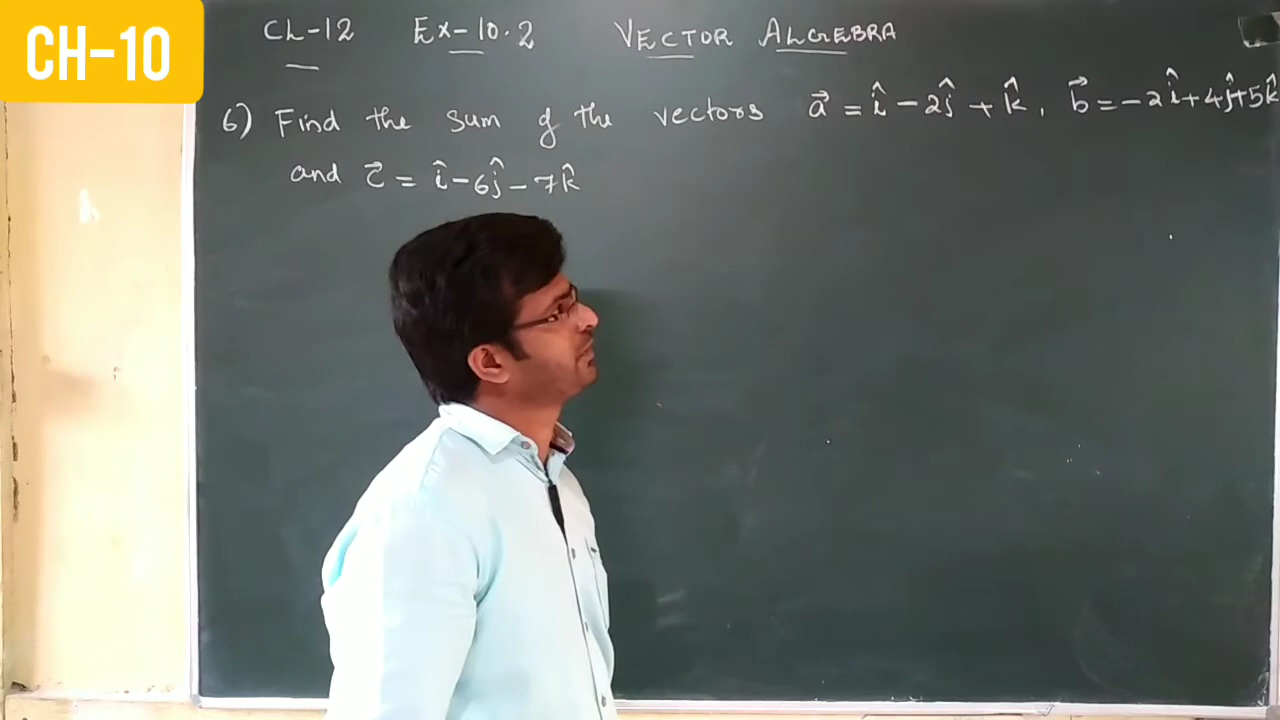 CH-10
Ch-12 Ex-10.2 VECTOR ALGEBRA
6) Find the sum of the vectors a⃗ = î - 2ĵ + k̂, b⃗ = -2î + 4ĵ + 5k̂
and c⃗ = î - 6ĵ - 7k̂